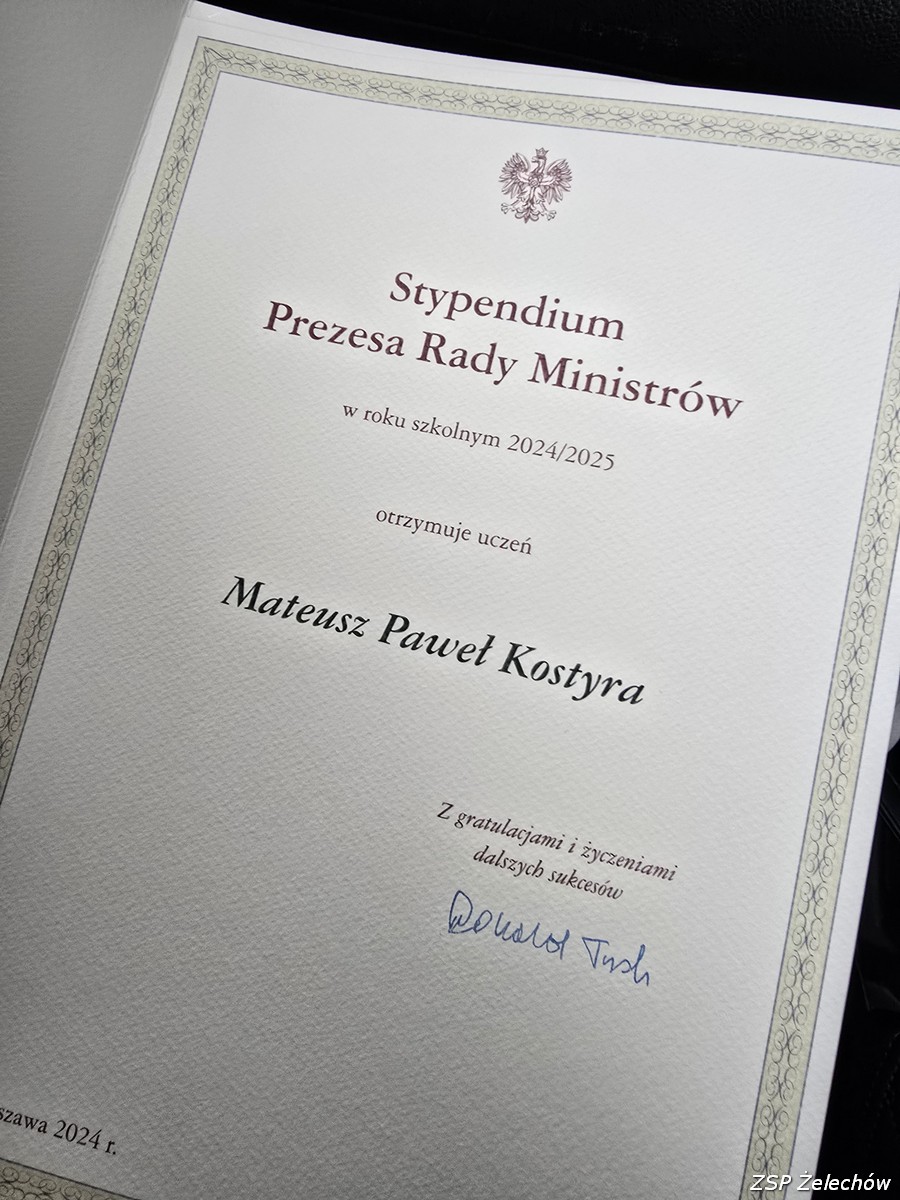 Stypendium
Prezesa Rady Ministrów
w roku szkolnym 2024/2025
otrzymuje uczeń
Mateusz Paweł Kostyra
Z gratulacjami i życzeniami
dalszych sukcesów
Donald Tusk
szawa 2024 r.
ZSP Żelechów